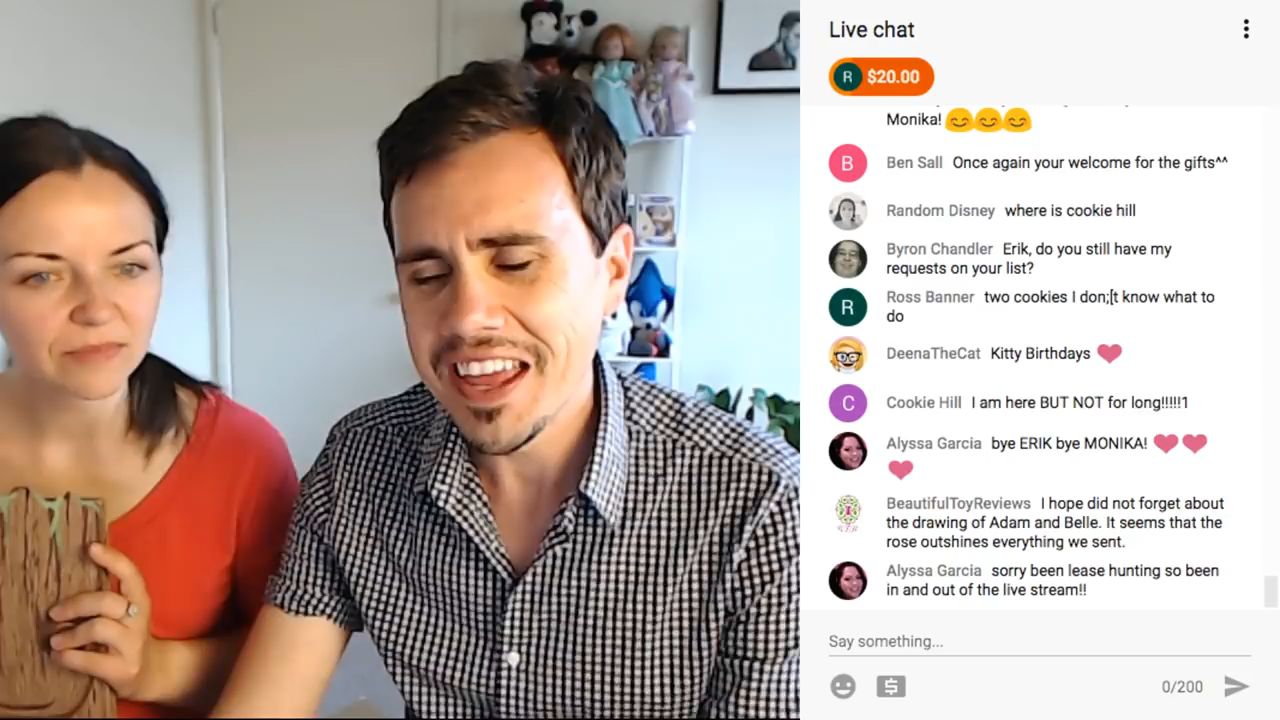 Live chat
R $20.00
Monika! 😊😊😊
B Ben Sall Once again your welcome for the gifts^^
Random Disney where is cookie hill
Byron Chandler Erik, do you still have my
requests on your list?
R Ross Banner two cookies I don;[t know what to
do
DeenaTheCat Kitty Birthdays ❤
C Cookie Hill I am here BUT NOT for long!!!!!1
Alyssa Garcia bye ERIK bye MONIKA! ❤❤
❤
BeautifulToyReviews I hope did not forget about
the drawing of Adam and Belle. It seems that the
rose outshines everything we sent.
Alyssa Garcia sorry been lease hunting so been
in and out of the live stream!!
Say something...
0/200